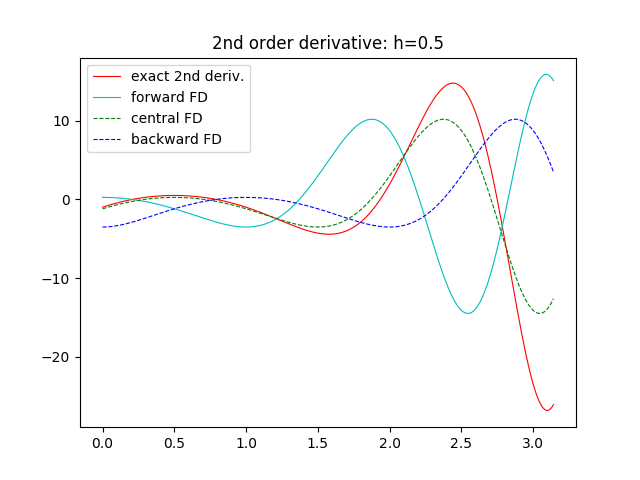 2nd order derivative: h=0.5
exact 2nd deriv.
forward FD
central FD
backward FD
10
0
−10
−20
0.0 0.5 1.0 1.5 2.0 2.5 3.0